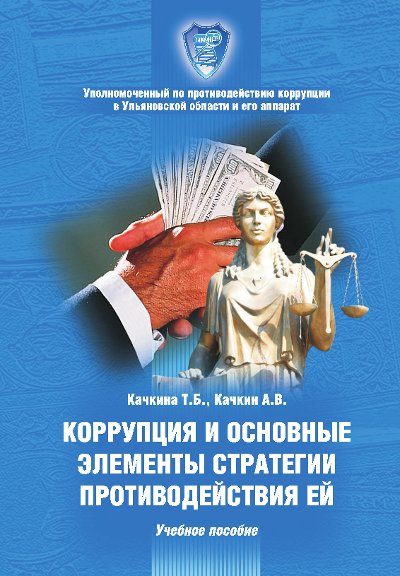 Уполномоченный по противодействию коррупции
в Ульяновской области и его аппарат
Качкина Т.Б., Качкин А.В.
КОРРУПЦИЯ И ОСНОВНЫЕ
ЭЛЕМЕНТЫ СТРАТЕГИИ
ПРОТИВОДЕЙСТВИЯ ЕЙ
Учебное пособие